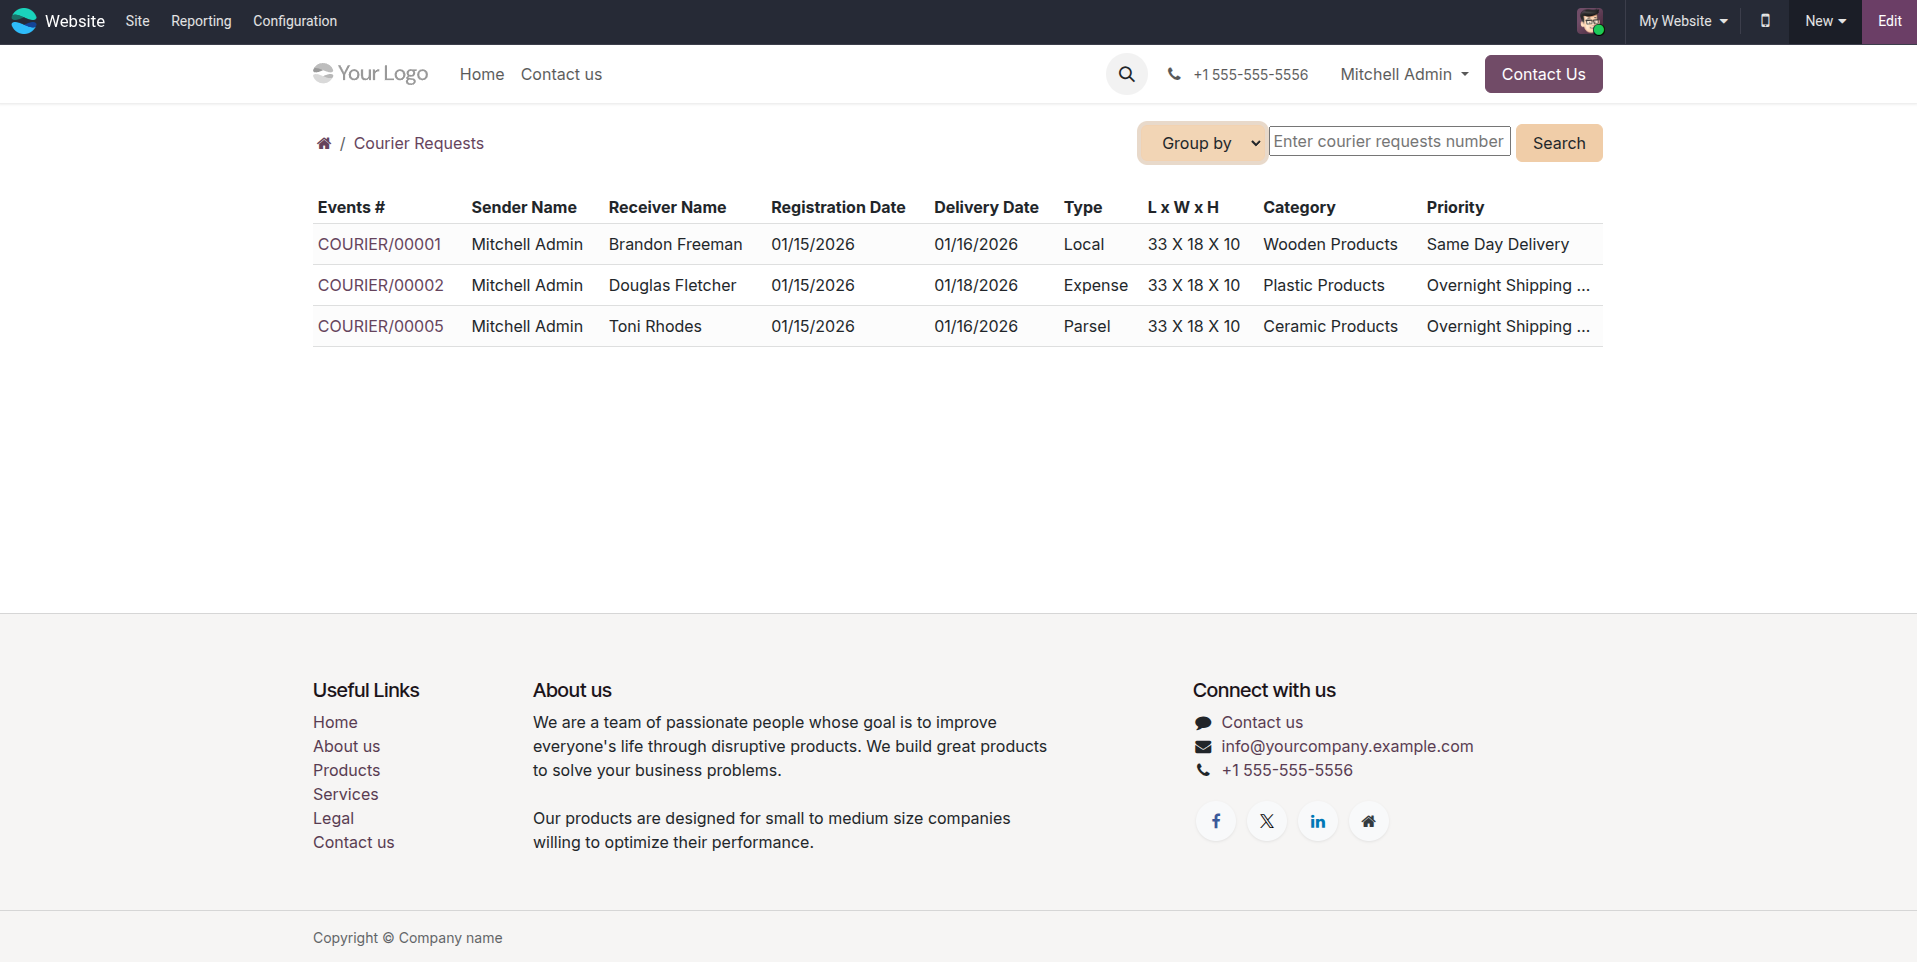 Website Site Reporting Configuration My Website New Edit
Your Logo Home Contact us +1 555-555-5556 Mitchell Admin Contact Us
/ Courier Requests Group by Enter courier requests number Search
Events # Sender Name Receiver Name Registration Date Delivery Date Type L x W x H Category Priority
COURIER/00001 Mitchell Admin Brandon Freeman 01/15/2026 01/16/2026 Local 33 X 18 X 10 Wooden Products Same Day Delivery
COURIER/00002 Mitchell Admin Douglas Fletcher 01/15/2026 01/18/2026 Expense 33 X 18 X 10 Plastic Products Overnight Shipping ...
COURIER/00005 Mitchell Admin Toni Rhodes 01/15/2026 01/16/2026 Parsel 33 X 18 X 10 Ceramic Products Overnight Shipping ...
Useful Links
Home
About us
Products
Services
Legal
Contact us
About us
We are a team of passionate people whose goal is to improve
everyone's life through disruptive products. We build great products
to solve your business problems.
Our products are designed for small to medium size companies
willing to optimize their performance.
Connect with us
Contact us
info@yourcompany.example.com
+1 555-555-5556
Copyright © Company name